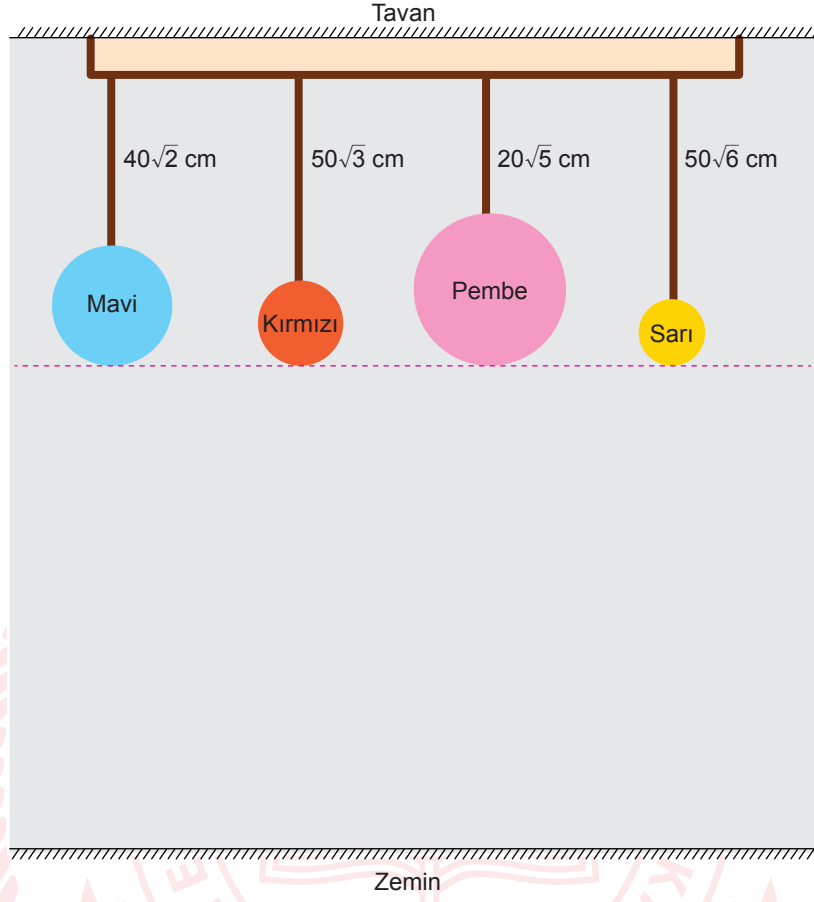 Tavan
40√2 cm
50√3 cm
20√5 cm
50√6 cm
Mavi
Kırmızı
Pembe
Sarı
Zemin